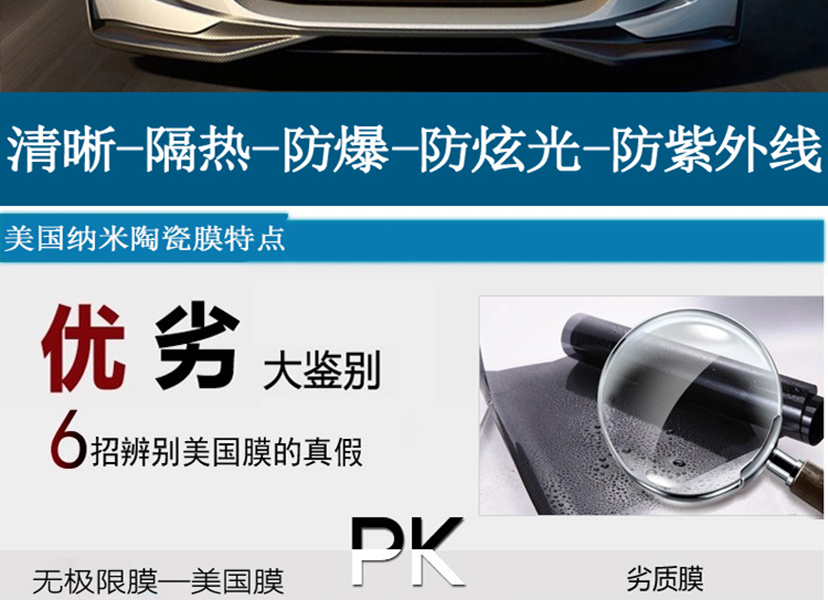 清晰-隔热-防爆-防炫光-防紫外线
美国纳米陶瓷膜特点
优 劣 大鉴别
6招辨别美国膜的真假
PK
无极限膜—美国膜
劣质膜